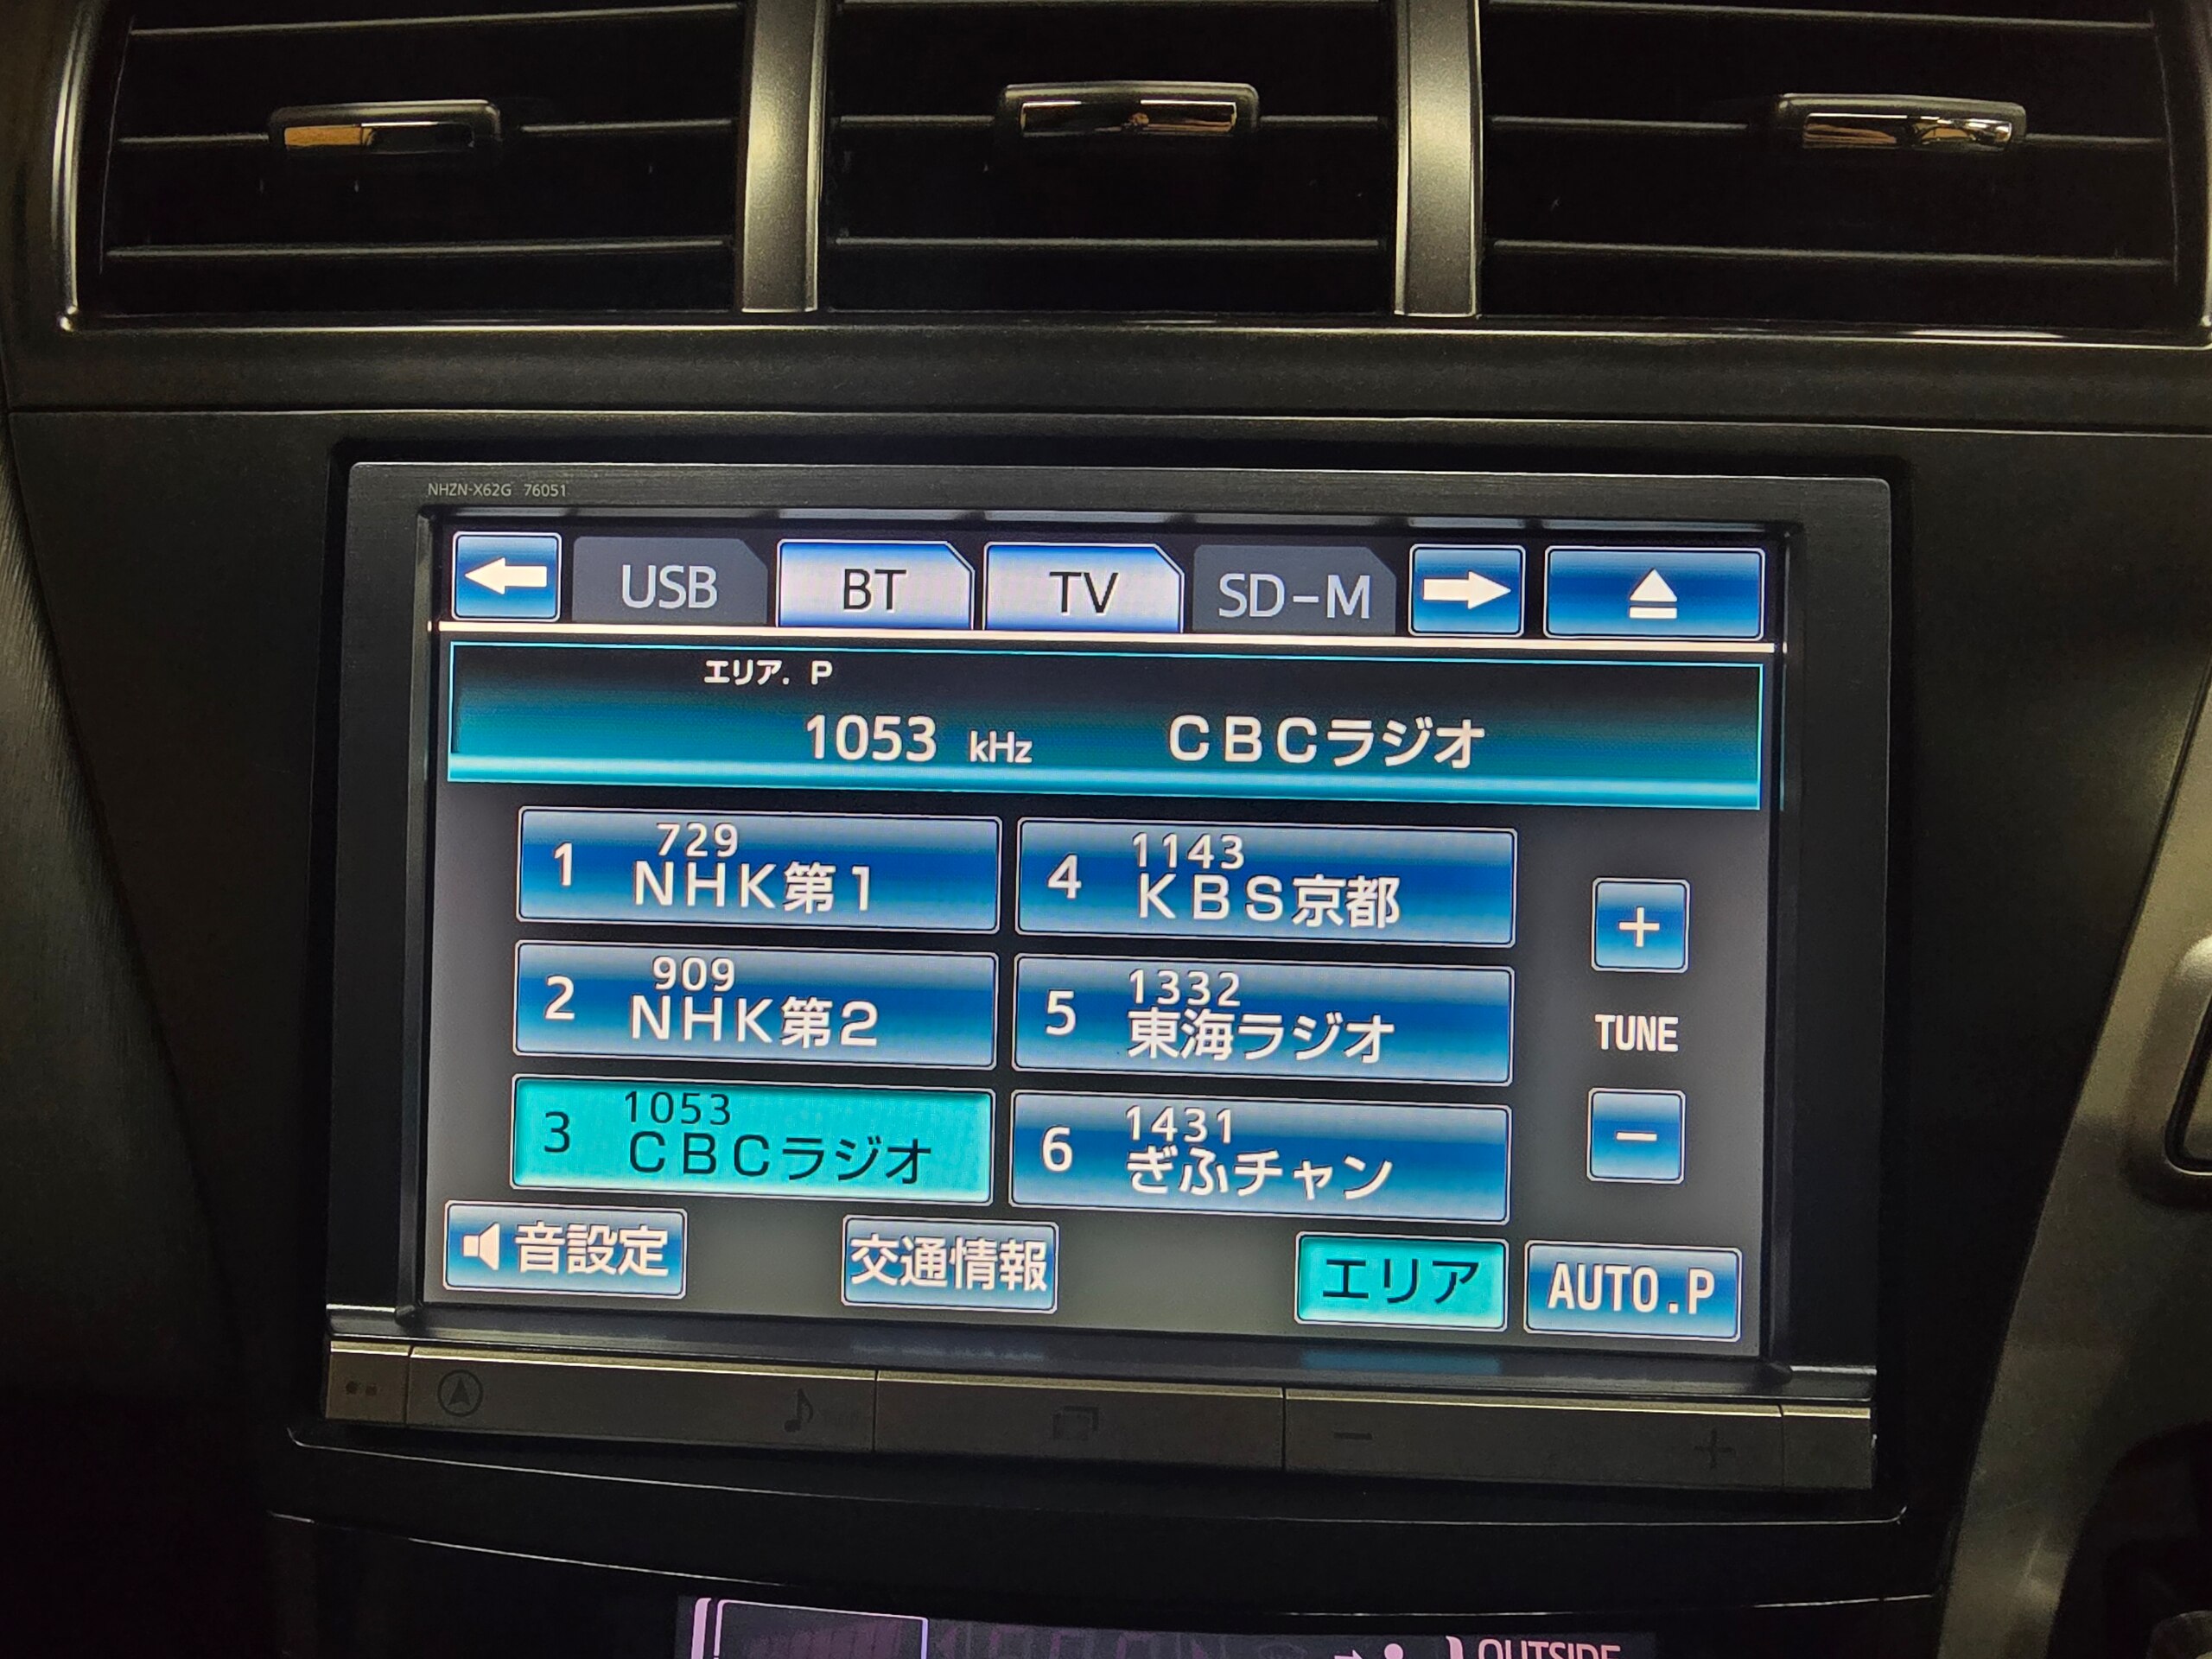 NHZN-X62G 76051
USB BT TV SD-M
エリア. P
1053 kHz CBCラジオ
1 729 NHK第1
2 909 NHK第2
3 1053 CBCラジオ
4 1143 KBS京都
5 1332 東海ラジオ
6 1431 ぎふチャン
+
TUNE
−
音設定 交通情報 エリア AUTO.P
− +
OUTSIDE